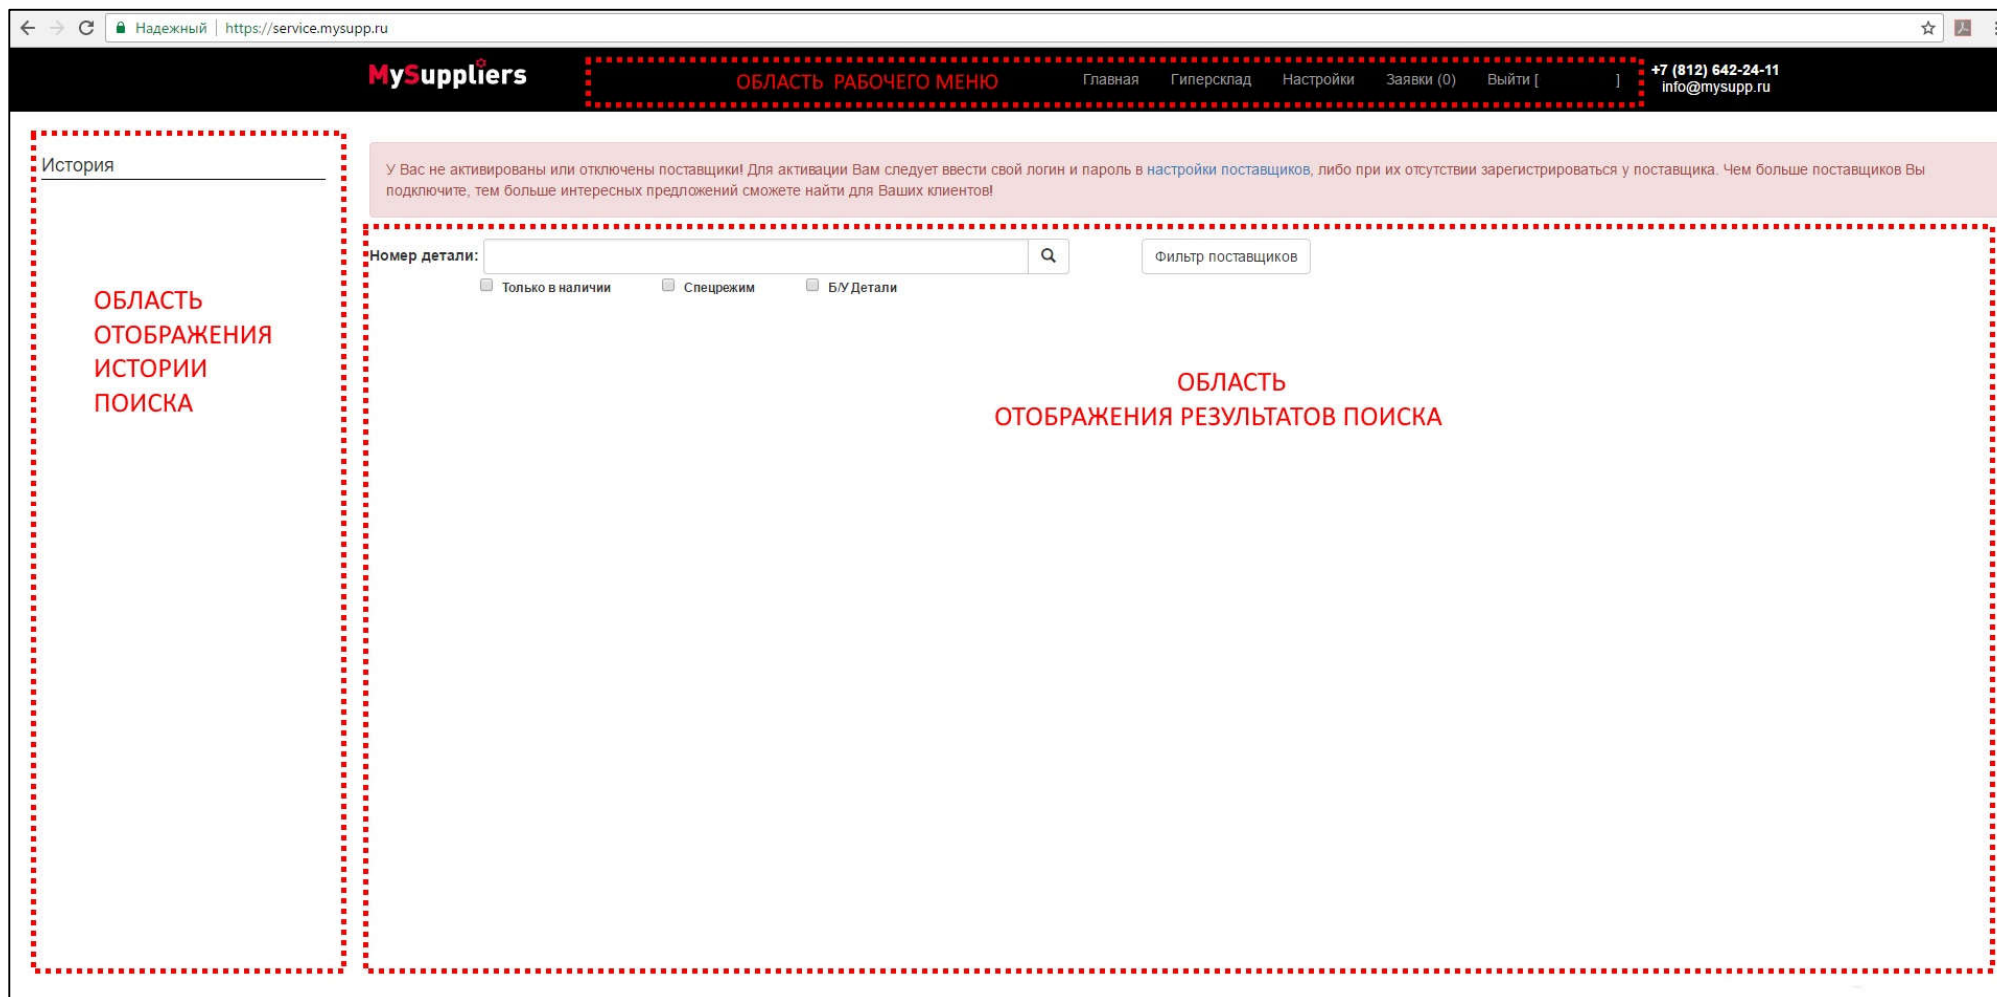 Надежный | https://service.mysupp.ru
MySuppliers
ОБЛАСТЬ РАБОЧЕГО МЕНЮ
Главная Гиперсклад Настройки Заявки (0) Выйти [ ]
+7 (812) 642-24-11
info@mysupp.ru
История
ОБЛАСТЬ
ОТОБРАЖЕНИЯ
ИСТОРИИ
ПОИСКА
У Вас не активированы или отключены поставщики! Для активации Вам следует ввести свой логин и пароль в настройки поставщиков, либо при их отсутствии зарегистрироваться у поставщика. Чем больше поставщиков Вы
подключите, тем больше интересных предложений сможете найти для Ваших клиентов!
Номер детали:
Фильтр поставщиков
Только в наличии Спецрежим Б/У Детали
ОБЛАСТЬ
ОТОБРАЖЕНИЯ РЕЗУЛЬТАТОВ ПОИСКА